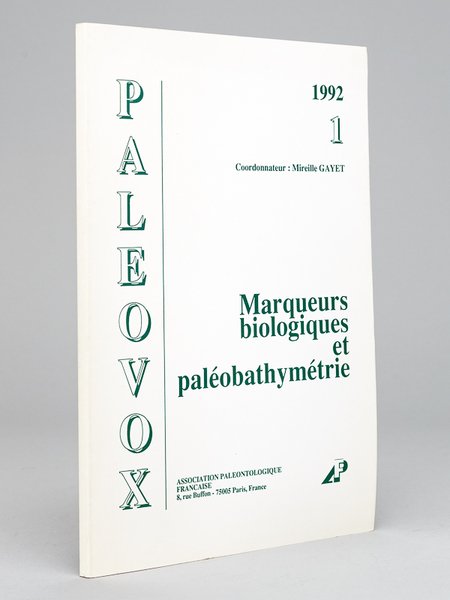 PALEOVOX
1992
1
Coordonnateur : Mireille GAYET
Marqueurs
biologiques
et
paléobathymétrie
ASSOCIATION PALEONTOLOGIQUE
FRANCAISE
8, rue Buffon - 75005 Paris, France
APF